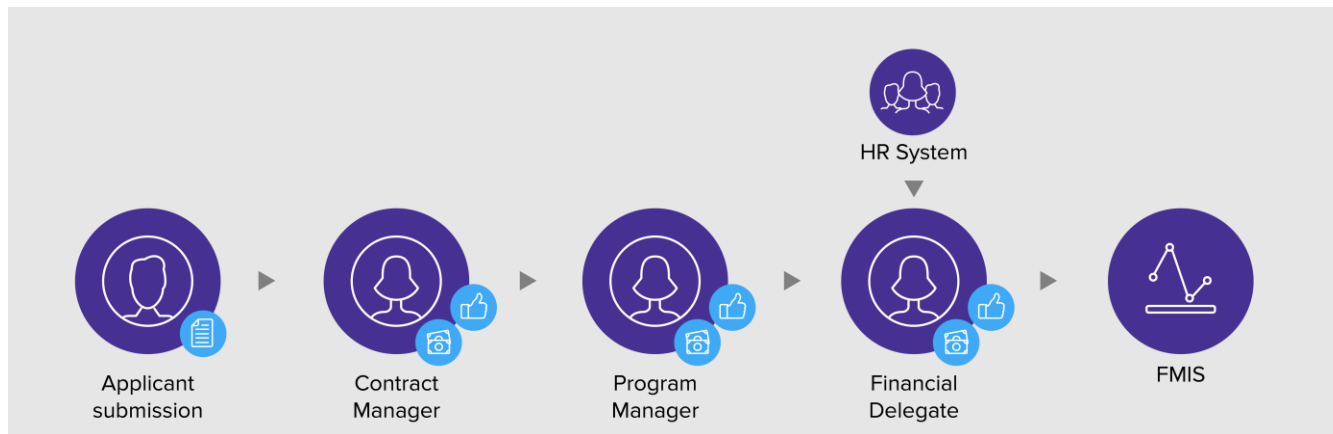 HR System
Applicant
submission
Contract
Manager
Program
Manager
Financial
Delegate
FMIS